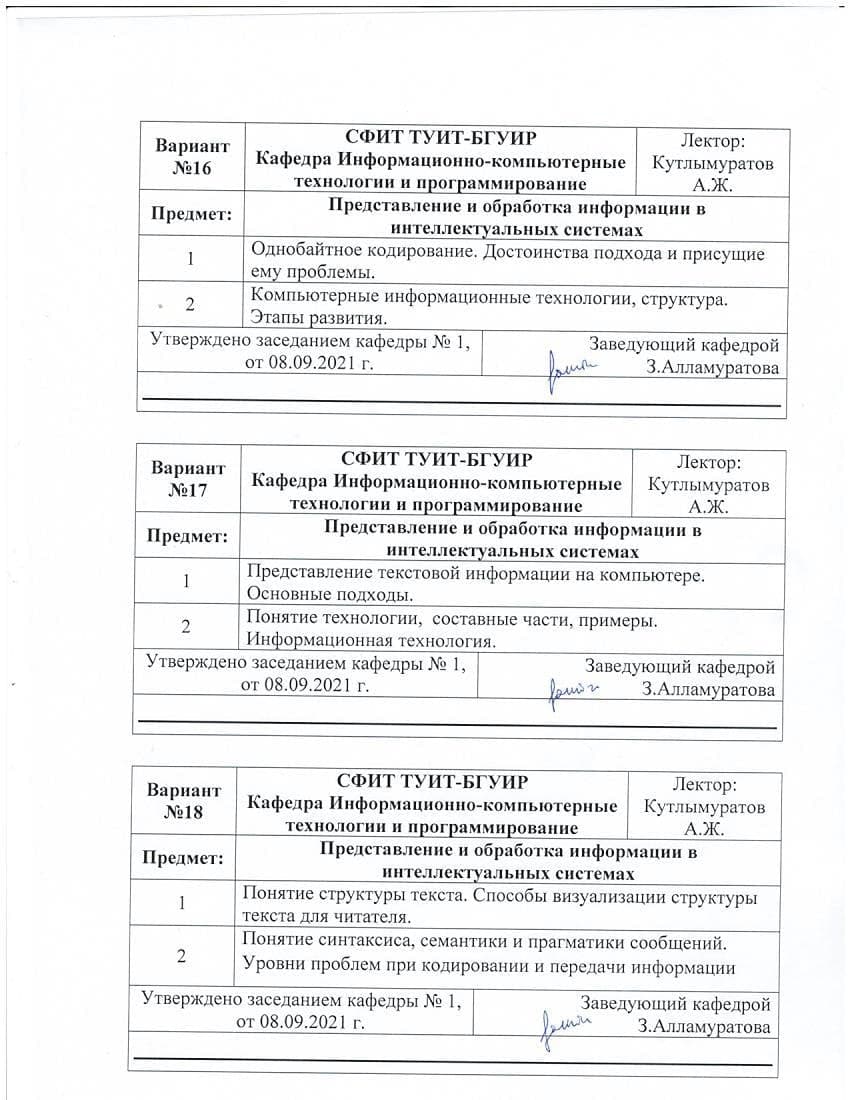 Вариант
№16
СФИТ ТУИТ-БГУИР
Кафедра Информационно-компьютерные
технологии и программирование
Лектор:
Кутлымуратов
А.Ж.
Предмет:
Представление и обработка информации в
интеллектуальных системах
1
Однобайтное кодирование. Достоинства подхода и присущие
ему проблемы.
2
Компьютерные информационные технологии, структура.
Этапы развития.
Утверждено заседанием кафедры № 1,
от 08.09.2021 г.
Заведующий кафедрой
З.Алламуратова
Вариант
№17
СФИТ ТУИТ-БГУИР
Кафедра Информационно-компьютерные
технологии и программирование
Лектор:
Кутлымуратов
А.Ж.
Предмет:
Представление и обработка информации в
интеллектуальных системах
1
Представление текстовой информации на компьютере.
Основные подходы.
2
Понятие технологии, составные части, примеры.
Информационная технология.
Утверждено заседанием кафедры № 1,
от 08.09.2021 г.
Заведующий кафедрой
З.Алламуратова
Вариант
№18
СФИТ ТУИТ-БГУИР
Кафедра Информационно-компьютерные
технологии и программирование
Лектор:
Кутлымуратов
А.Ж.
Предмет:
Представление и обработка информации в
интеллектуальных системах
1
Понятие структуры текста. Способы визуализации структуры
текста для читателя.
2
Понятие синтаксиса, семантики и прагматики сообщений.
Уровни проблем при кодировании и передачи информации
Утверждено заседанием кафедры № 1,
от 08.09.2021 г.
Заведующий кафедрой
З.Алламуратова